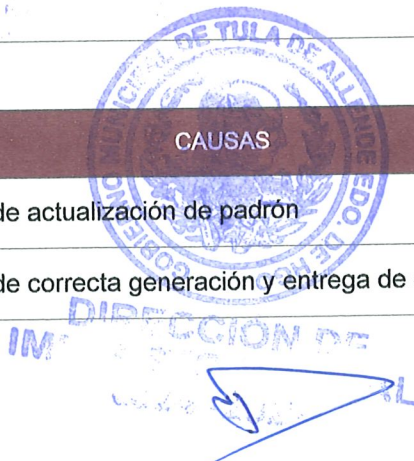 GOBIERNO MUNICIPAL DE TULA DE ALLENDE EDO. DE HGO.
CAUSAS
de actualización de padrón
de correcta generación y entrega de
DIRECCIÓN DE
IM